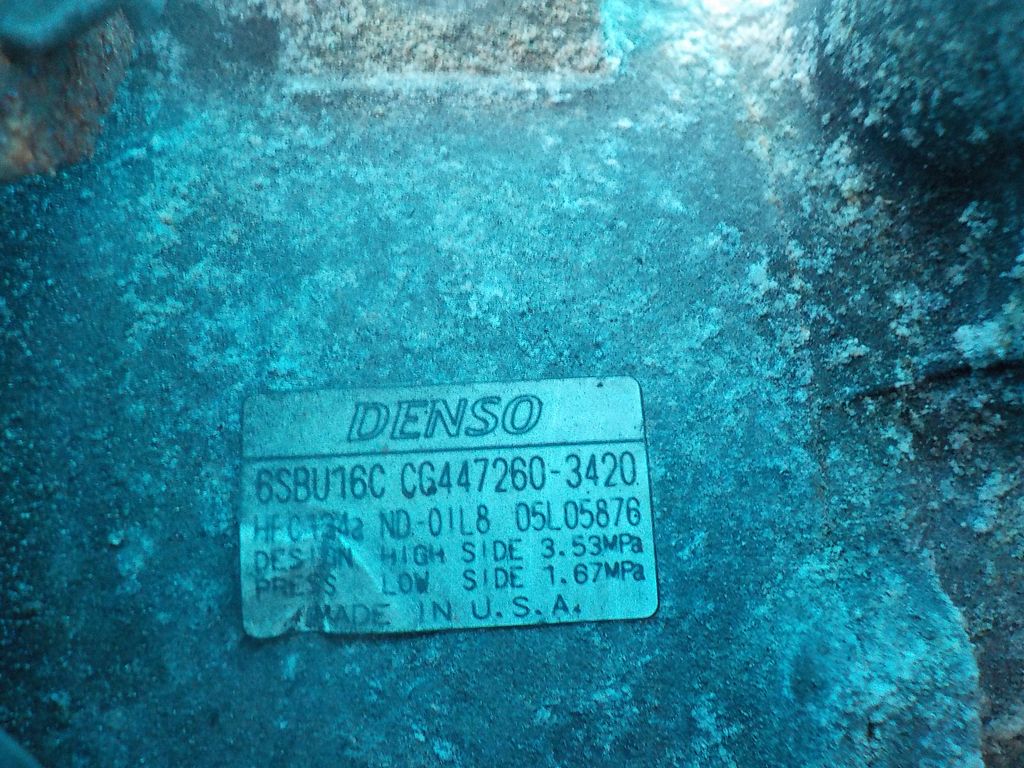 DENSO
6SBU16C CG447260-3420
HFC134a ND-OIL8 05L05876
DESIGN HIGH SIDE 3.53MPa
PRESS LOW SIDE 1.67MPa
MADE IN U.S.A.